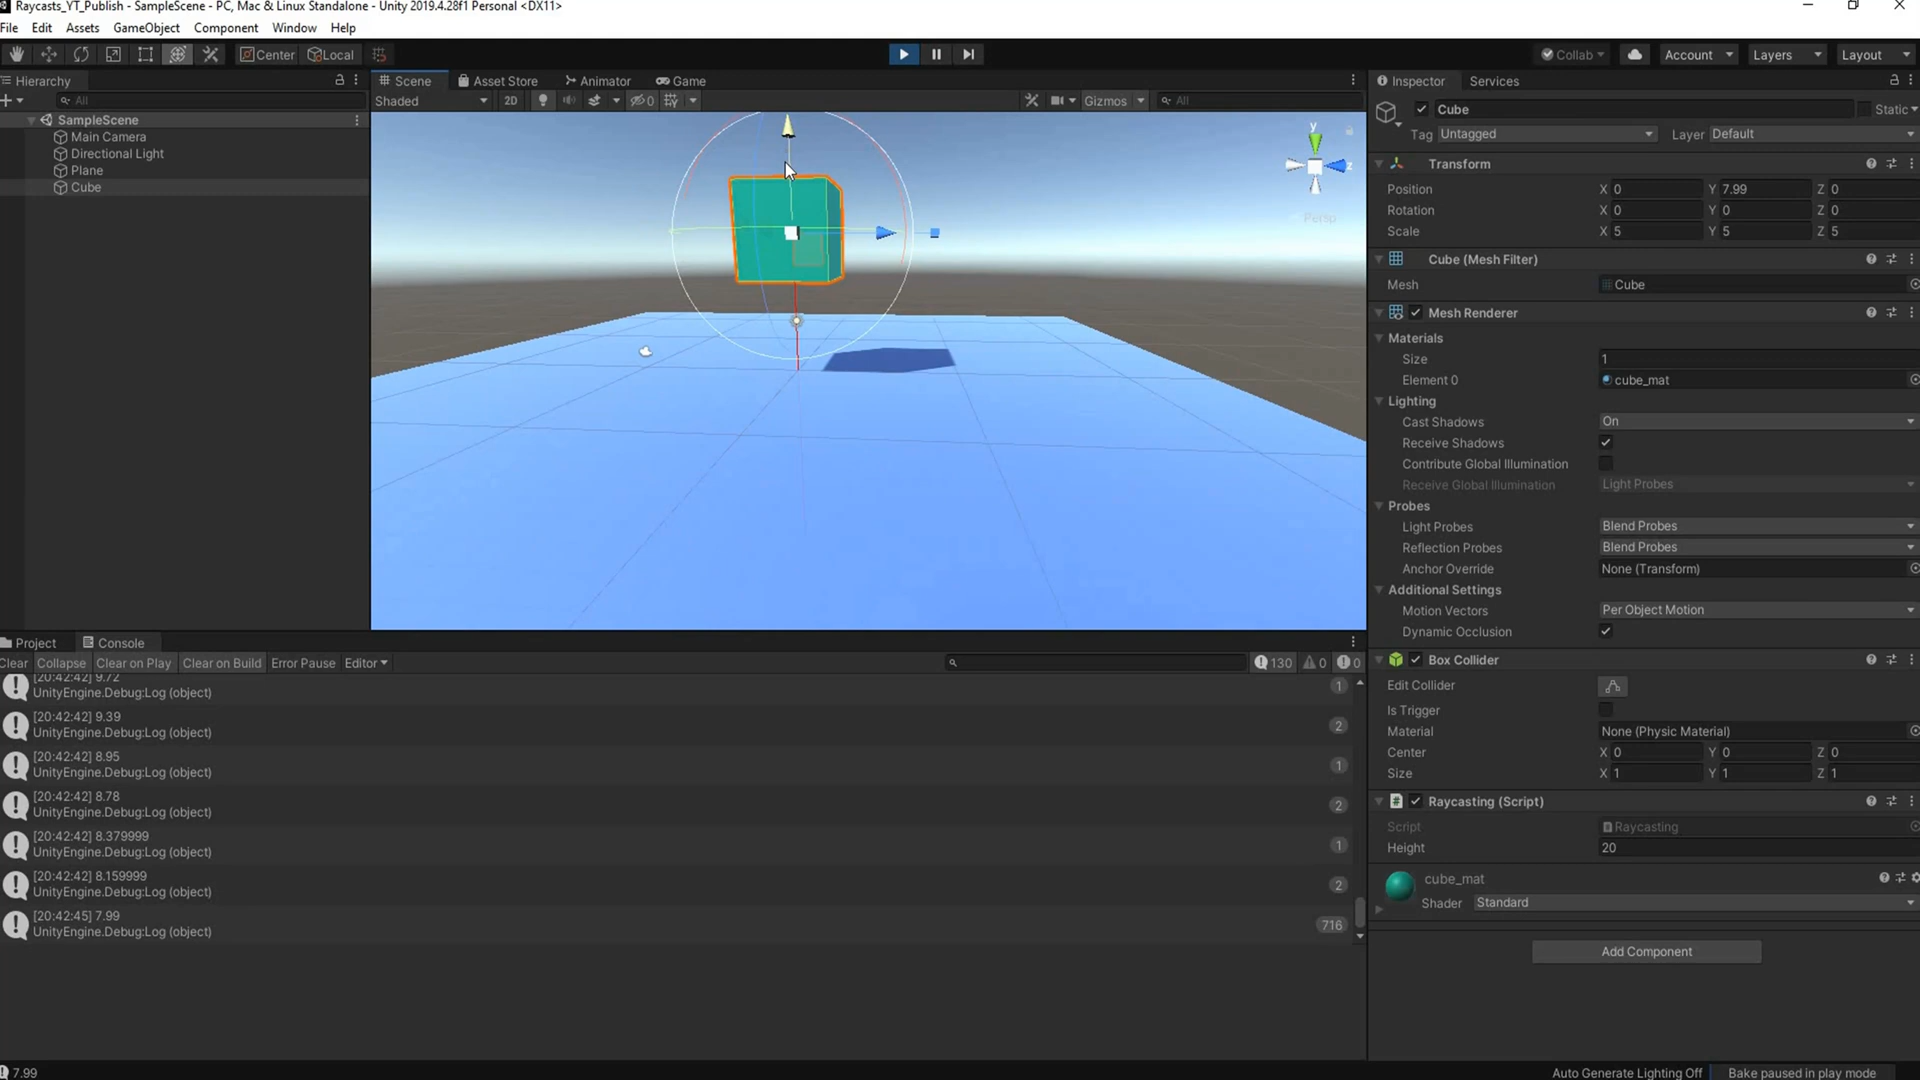 Raycasts_YT_Publish - SampleScene - PC, Mac & Linux Standalone - Unity 2019.4.28f1 Personal <DX11>
File Edit Assets GameObject Component Window Help
Center Local Collab Account Layers Layout
Hierarchy
All
SampleScene
Main Camera
Directional Light
Plane
Cube
Scene Asset Store Animator Game
Shaded 2D 0 Gizmos All
y
z
Persp
Inspector Services
Cube Static
Tag Untagged Layer Default
Transform
Position X 0 Y 7.99 Z 0
Rotation X 0 Y 0 Z 0
Scale X 5 Y 5 Z 5
Cube (Mesh Filter)
Mesh Cube
Mesh Renderer
Materials
Size 1
Element 0 cube_mat
Lighting
Cast Shadows On
Receive Shadows
Contribute Global Illumination
Receive Global Illumination Light Probes
Probes
Light Probes Blend Probes
Reflection Probes Blend Probes
Anchor Override None (Transform)
Additional Settings
Motion Vectors Per Object Motion
Dynamic Occlusion
Box Collider
Edit Collider
Is Trigger
Material None (Physic Material)
Center X 0 Y 0 Z 0
Size X 1 Y 1 Z 1
Raycasting (Script)
Script Raycasting
Height 20
cube_mat
Shader Standard
Add Component
Project Console
Clear Collapse Clear on Play Clear on Build Error Pause Editor 130 0 0
[20:42:42] 9.72
UnityEngine.Debug:Log (object) 1
[20:42:42] 9.39
UnityEngine.Debug:Log (object) 2
[20:42:42] 8.95
UnityEngine.Debug:Log (object) 1
[20:42:42] 8.78
UnityEngine.Debug:Log (object) 2
[20:42:42] 8.379999
UnityEngine.Debug:Log (object) 1
[20:42:42] 8.159999
UnityEngine.Debug:Log (object) 2
[20:42:45] 7.99
UnityEngine.Debug:Log (object) 716
7.99 Auto Generate Lighting Off Bake paused in play mode